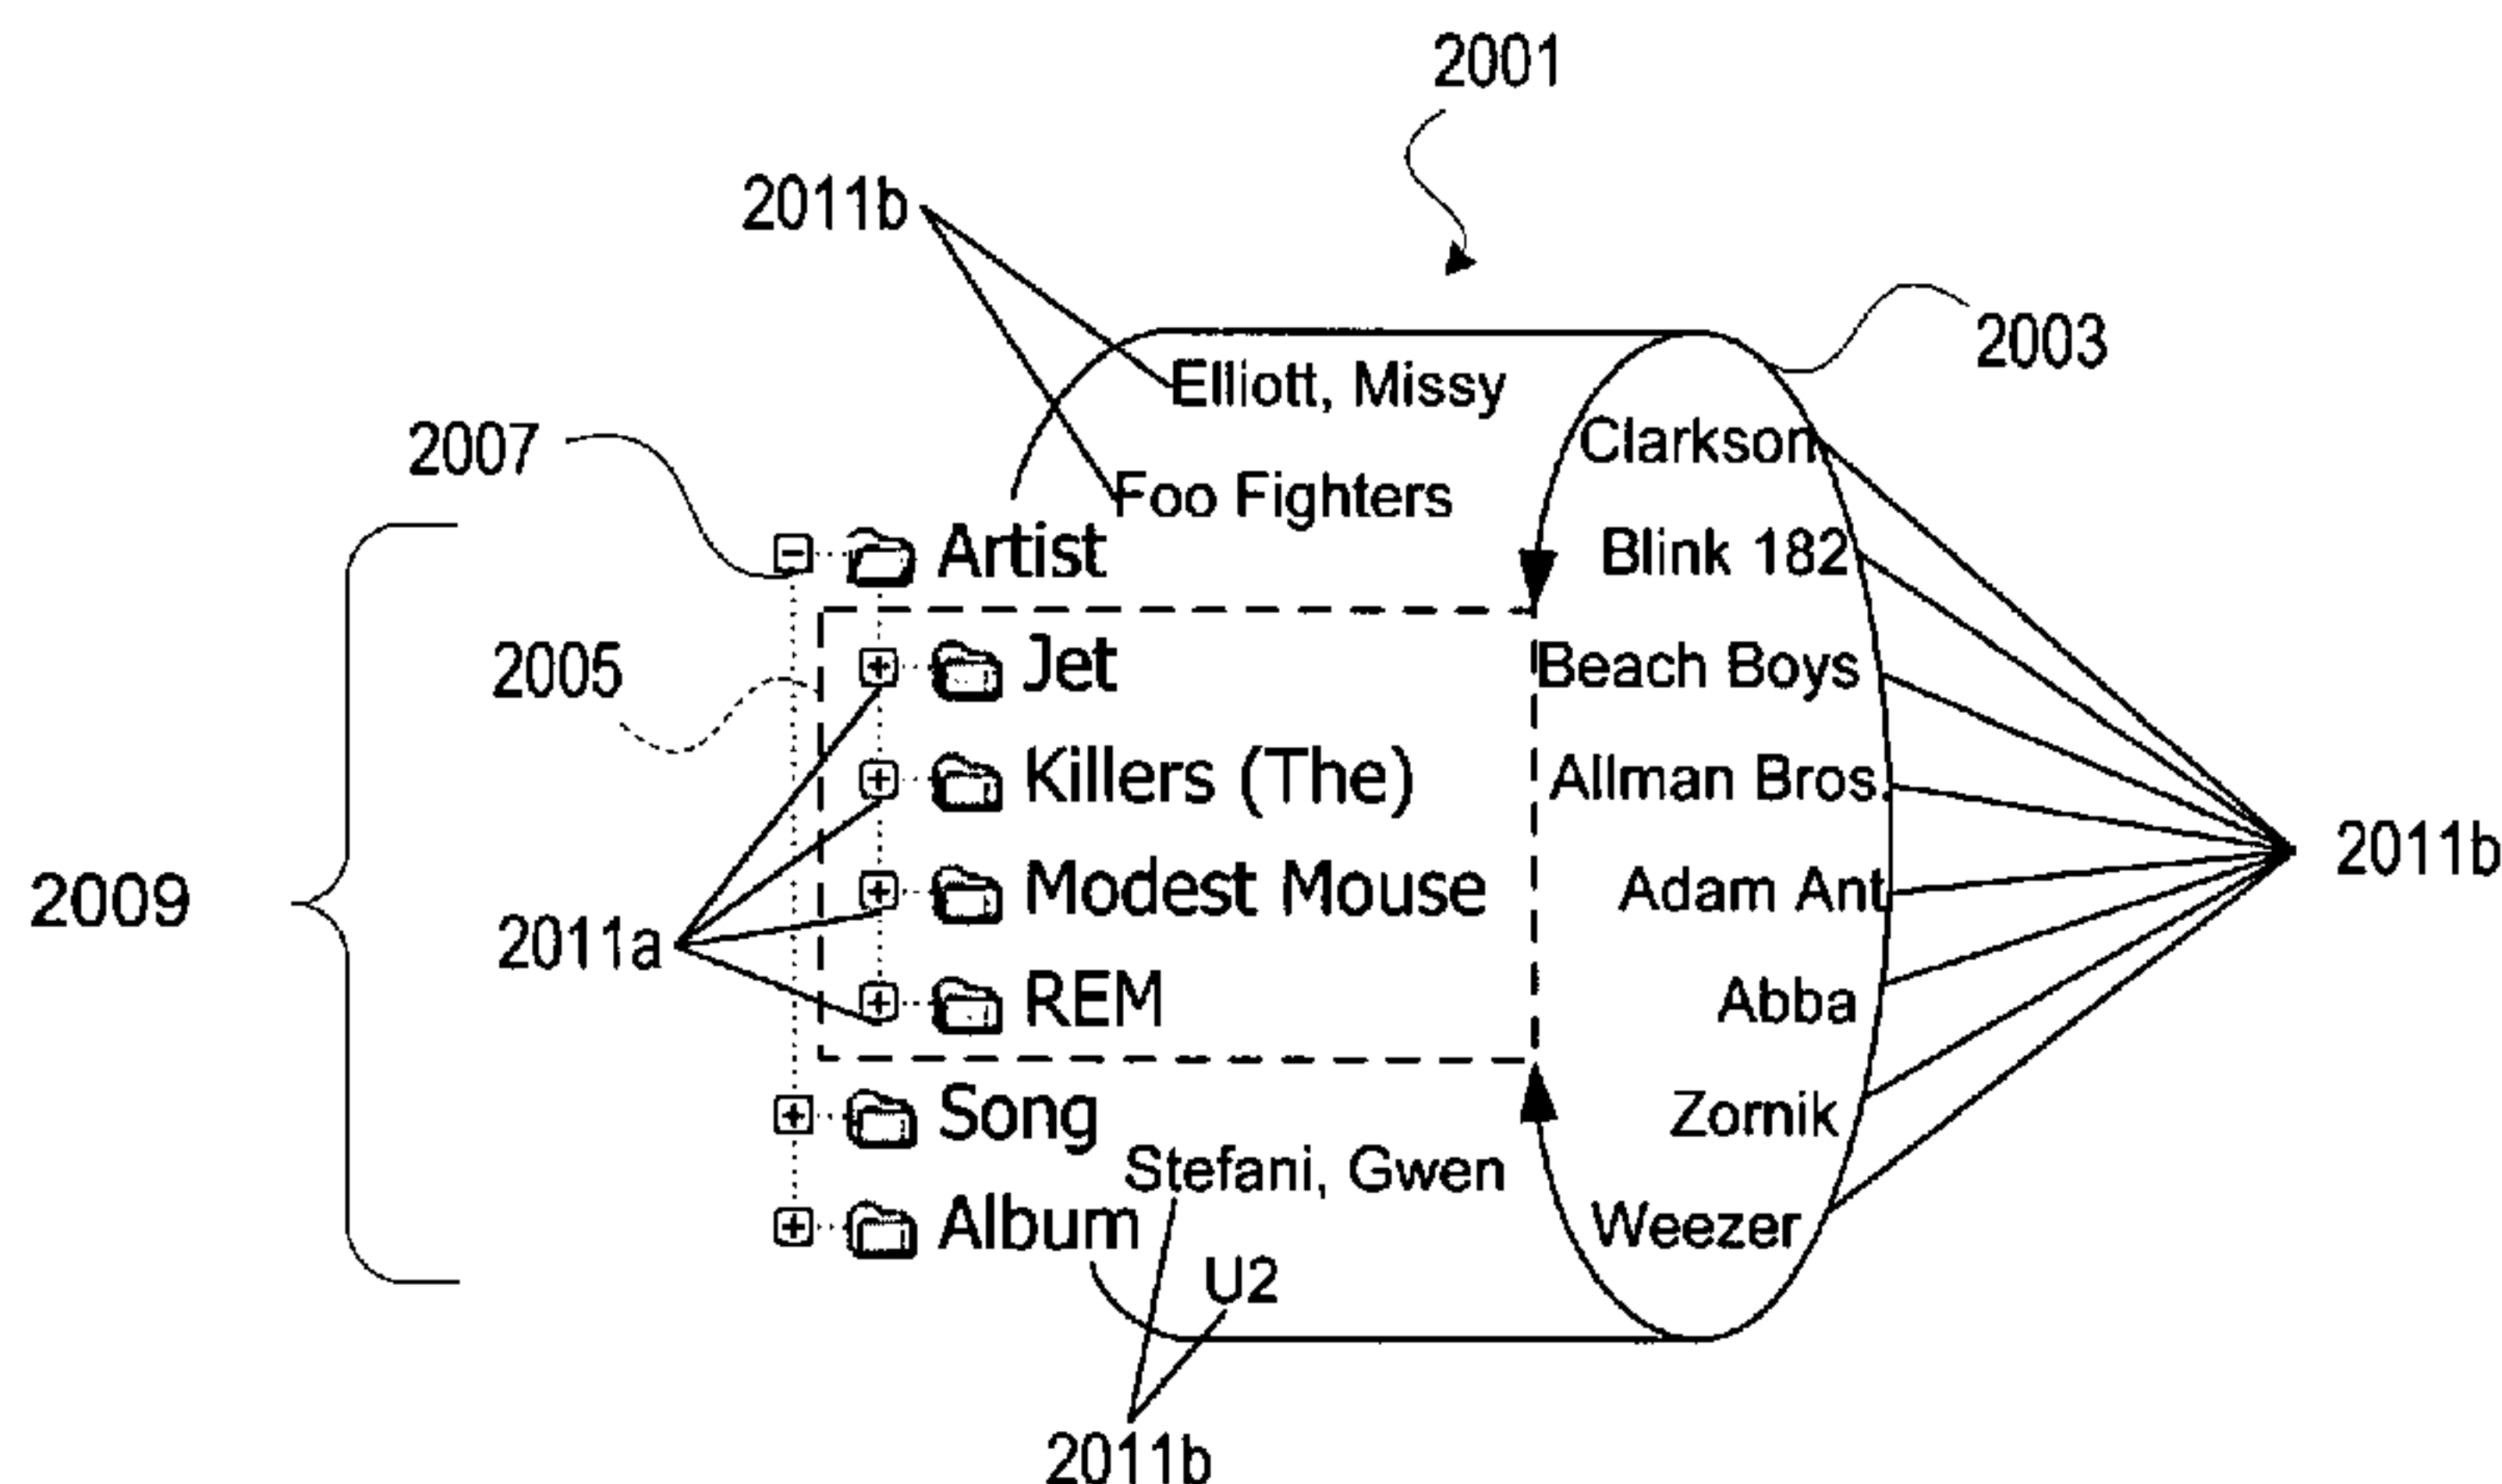 2001
2011b
2003
Elliott, Missy
Clarkson
2007
Foo Fighters
Artist
Blink 182
2005
Jet
Beach Boys
Killers (The)
Allman Bros.
2011b
2009
Modest Mouse
Adam Ant
2011a
REM
Abba
Song
Zornik
Stefani, Gwen
Album
Weezer
U2
2011b